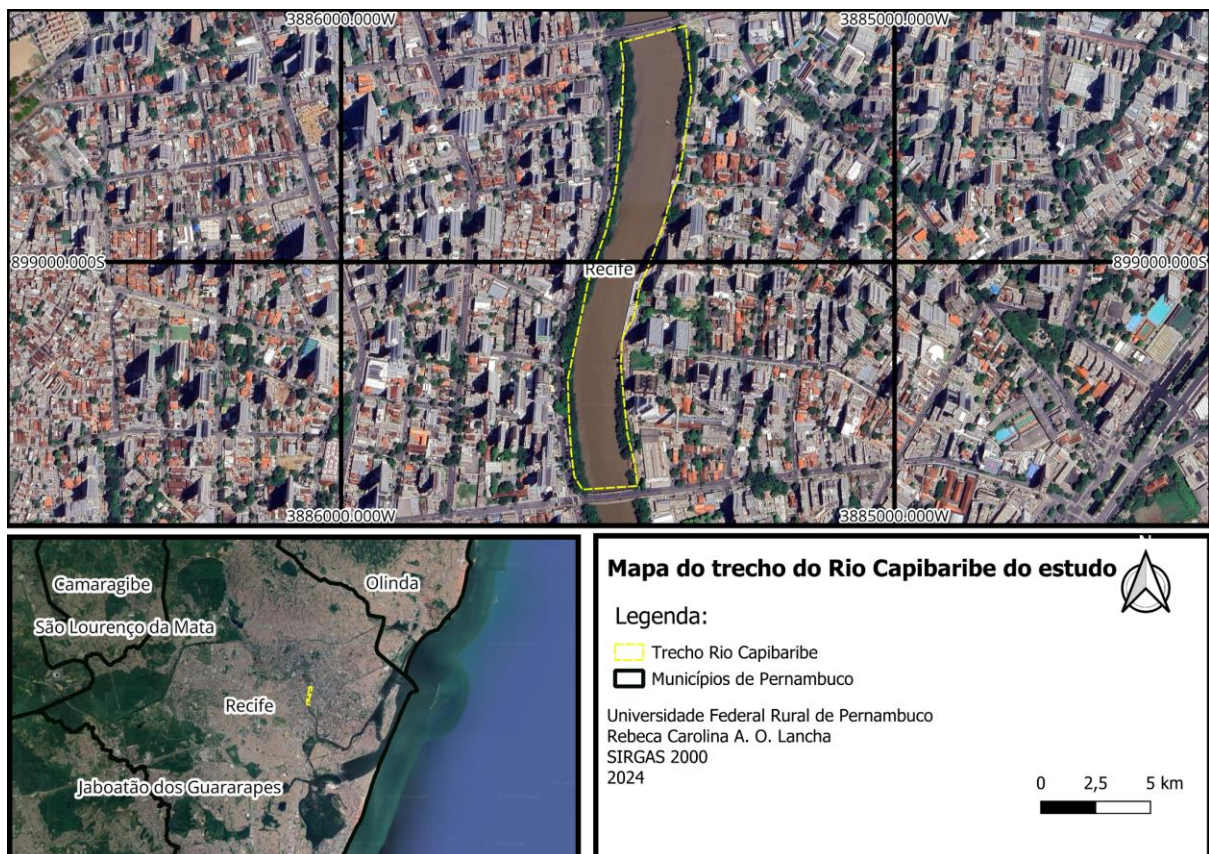 3886000.000W
3885000.000W
899000.000S
899000.000S
Recife
3886000.000W
3885000.000W
Camaragibe
Olinda
São Lourenço da Mata
Recife
Jaboatão dos Guararapes
N
Mapa do trecho do Rio Capibaribe do estudo
Legenda:
Trecho Rio Capibaribe
Municípios de Pernambuco
Universidade Federal Rural de Pernambuco
Rebeca Carolina A. O. Lancha
SIRGAS 2000
2024
0 2,5 5 km